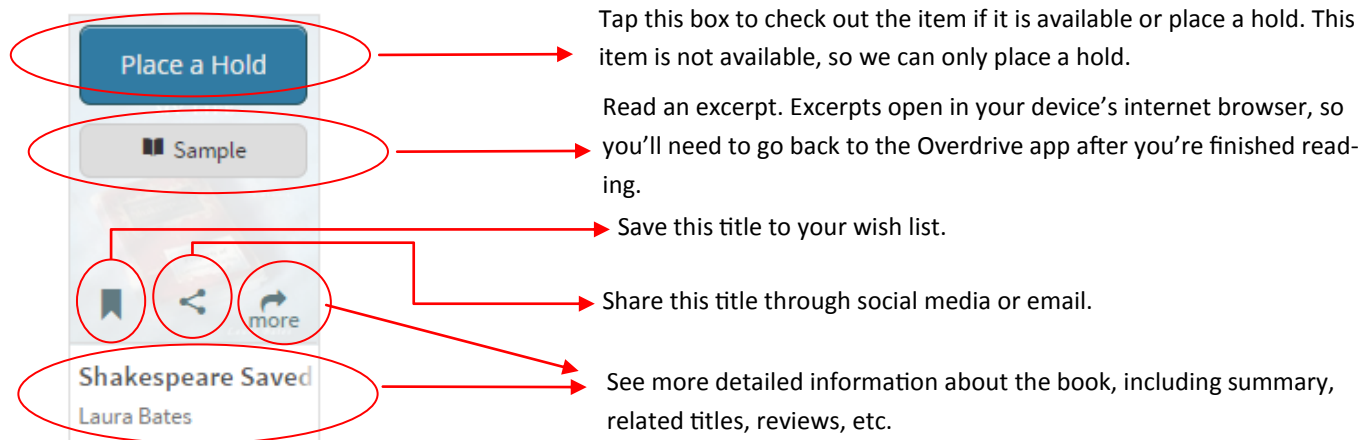 Place a Hold
Tap this box to check out the item if it is available or place a hold. This
item is not available, so we can only place a hold.
Sample
Read an excerpt. Excerpts open in your device’s internet browser, so
you’ll need to go back to the Overdrive app after you’re finished read-
ing.
Save this title to your wish list.
Share this title through social media or email.
more
Shakespeare Saved
Laura Bates
See more detailed information about the book, including summary,
related titles, reviews, etc.